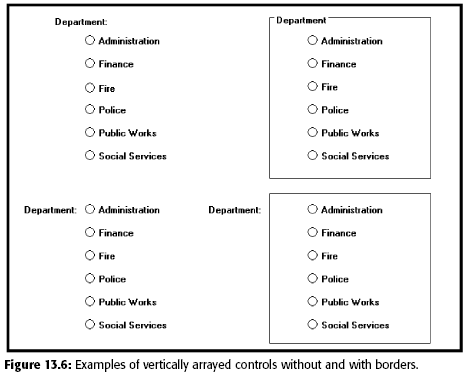 Department:
Administration
Finance
Fire
Police
Public Works
Social Services
Department
Administration
Finance
Fire
Police
Public Works
Social Services
Department: Administration
Finance
Fire
Police
Public Works
Social Services
Department: Administration
Finance
Fire
Police
Public Works
Social Services
Figure 13.6: Examples of vertically arrayed controls without and with borders.